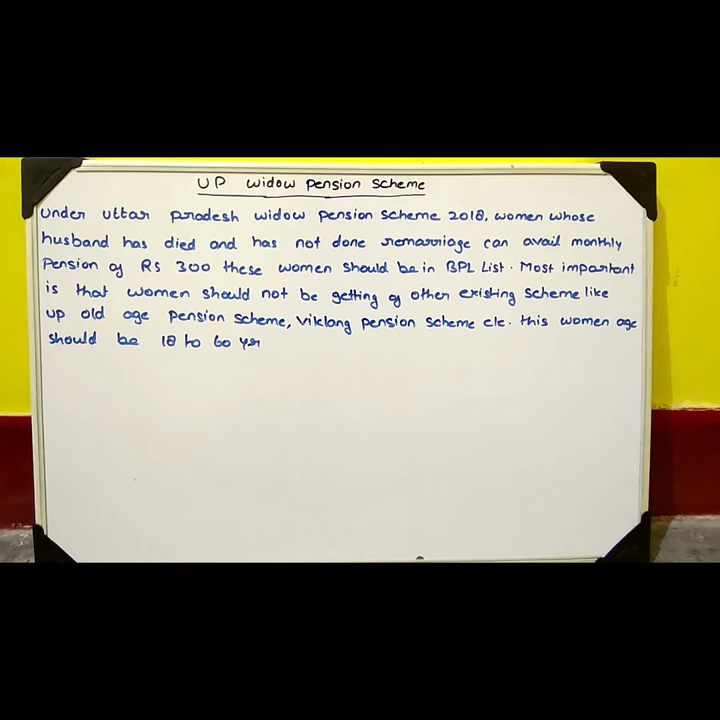 UP widow pension scheme
under uttar pradesh widow pension scheme 2018, women whose
husband has died and has not done remarriage can avail monthly
pension of RS 300 these women should be in BPL List. Most important
is that women should not be getting of other existing scheme like
up old age pension scheme, viklang pension scheme etc. this women age
should be 18 to 60 yr